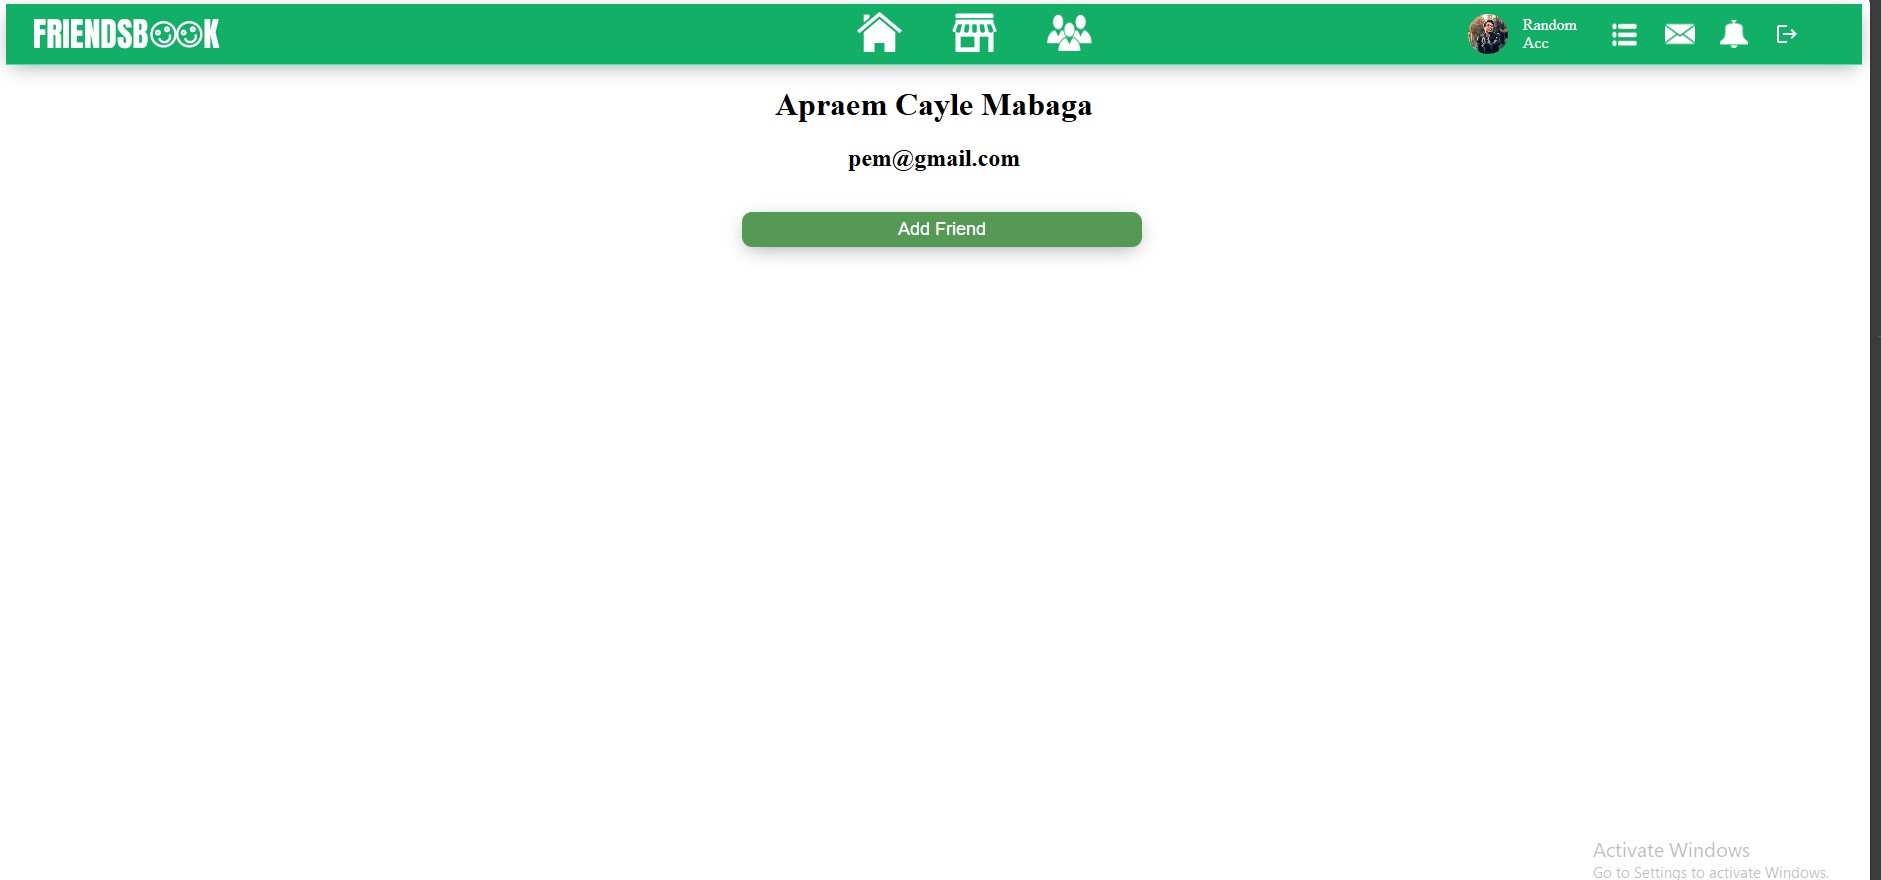 FRIENDSBOOK
Random
Acc
Apraem Cayle Mabaga
pem@gmail.com
Add Friend
Activate Windows
Go to Settings to activate Windows.